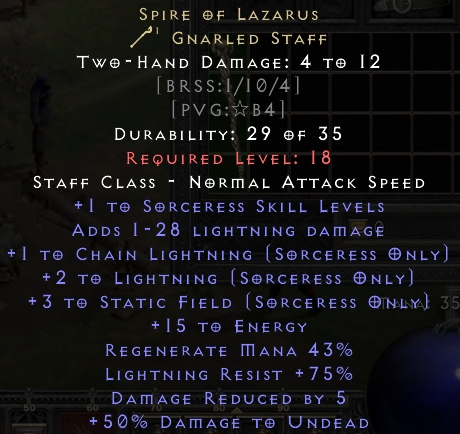 Spire of Lazarus
Gnarled Staff
Two-Hand Damage: 4 to 12
[BRSS:1/10/4]
[PVG:☆B4]
Durability: 29 of 35
Required Level: 18
Staff Class - Normal Attack Speed
+1 to Sorceress Skill Levels
Adds 1-28 lightning damage
+1 to Chain Lightning (Sorceress Only)
+2 to Lightning (Sorceress Only)
+3 to Static Field (Sorceress Only)
+15 to Energy
Regenerate Mana 43%
Lightning Resist +75%
Damage Reduced by 5
+50% Damage to Undead